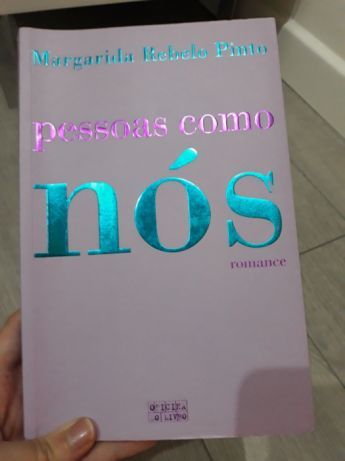 Margarida Rebelo Pinto
pessoas como
nós
romance
OFICINA
DO LIVRO